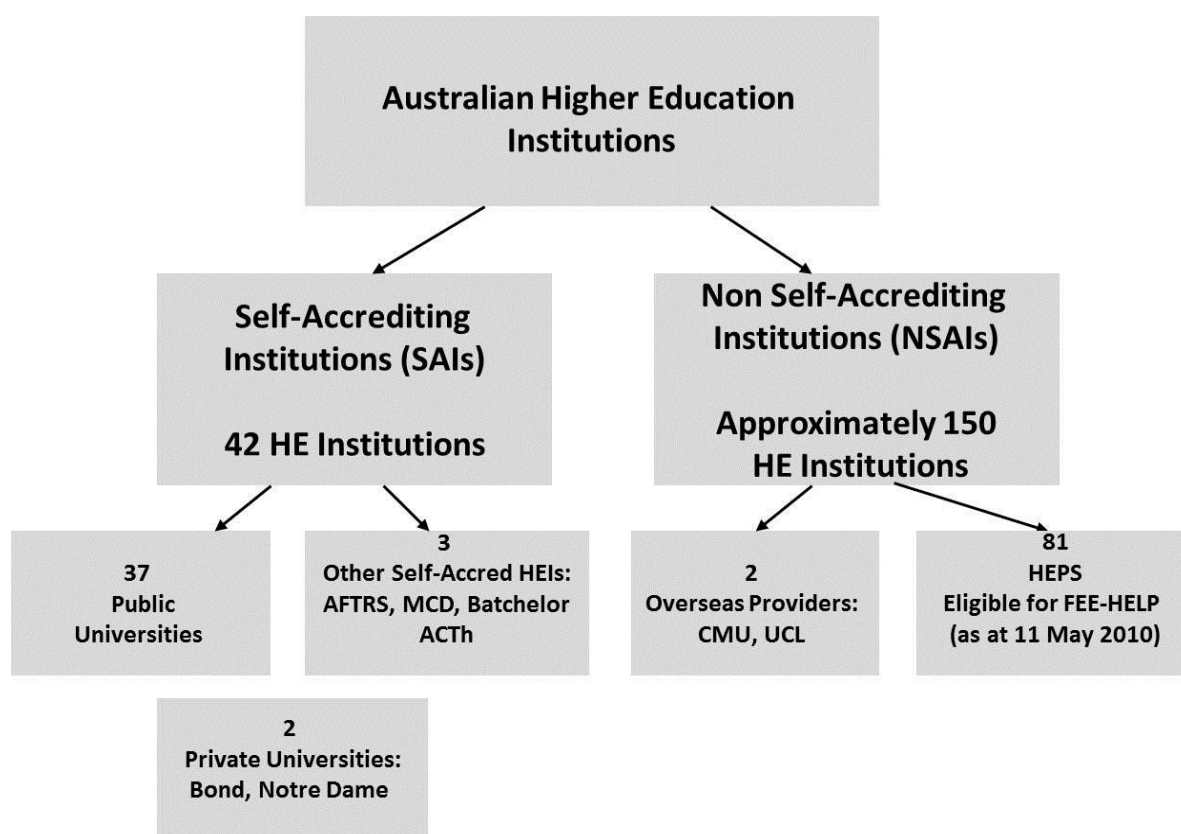 Australian Higher Education
Institutions
Self-Accrediting
Institutions (SAIs)
42 HE Institutions
Non Self-Accrediting
Institutions (NSAIs)
Approximately 150
HE Institutions
37
Public
Universities
3
Other Self-Accred HEIs:
AFTRS, MCD, Batchelor
ACTh
2
Overseas Providers:
CMU, UCL
81
HEPS
Eligible for FEE-HELP
(as at 11 May 2010)
2
Private Universities:
Bond, Notre Dame